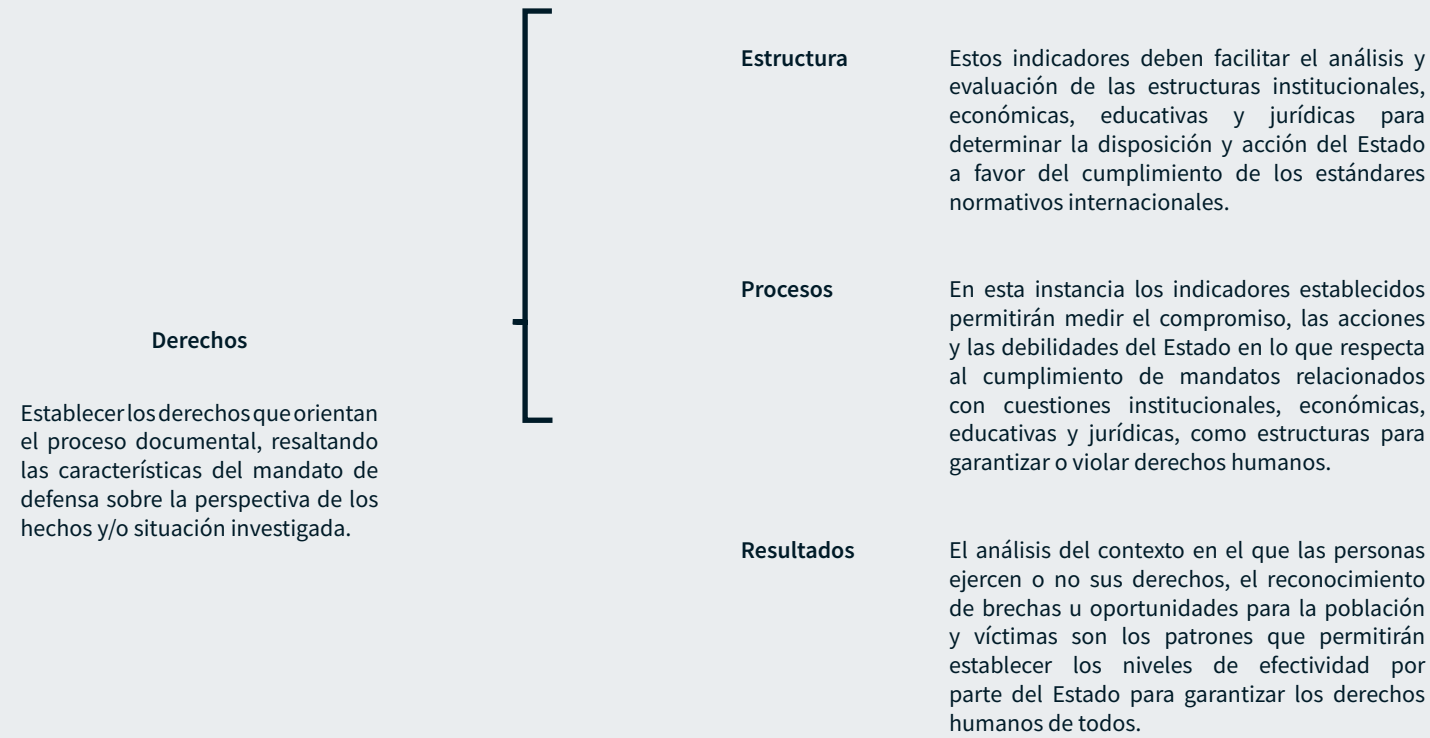 Derechos
Establecer los derechos que orientan
el proceso documental, resaltando
las características del mandato de
defensa sobre la perspectiva de los
hechos y/o situación investigada.
Estructura
Estos indicadores deben facilitar el análisis y
evaluación de las estructuras institucionales,
económicas, educativas y jurídicas para
determinar la disposición y acción del Estado
a favor del cumplimiento de los estándares
normativos internacionales.
Procesos
En esta instancia los indicadores establecidos
permitirán medir el compromiso, las acciones
y las debilidades del Estado en lo que respecta
al cumplimiento de mandatos relacionados
con cuestiones institucionales, económicas,
educativas y jurídicas, como estructuras para
garantizar o violar derechos humanos.
Resultados
El análisis del contexto en el que las personas
ejercen o no sus derechos, el reconocimiento
de brechas u oportunidades para la población
y víctimas son los patrones que permitirán
establecer los niveles de efectividad por
parte del Estado para garantizar los derechos
humanos de todos.